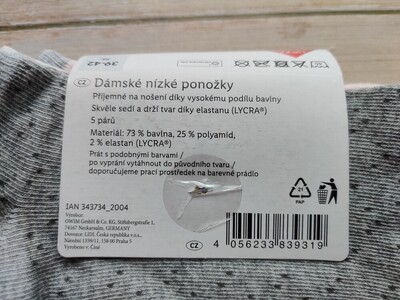 39-42
CZ Dámské nízké ponožky
Příjemné na nošení díky vysokému podílu bavlny
Skvěle sedí a drží tvar díky elastanu (LYCRA®)
5 párů
Materiál: 73 % bavlna, 25 % polyamid,
2 % elastan (LYCRA®)
Prát s podobnými barvami /
po vyprání vytáhnout do původního tvaru /
doporučujeme prací prostředek na barevné prádlo
21
PAP
IAN 343734_2004
Výrobce:
OWIM GmbH & Co. KG, Stiftsbergstraße 1,
74167 Neckarsulm, GERMANY
Dovozce: LIDL Česká republika v.o.s.,
Nárožní 1359/11, 158 00 Praha 5
Vyrobeno v Číně
CZ
4 056233 839319